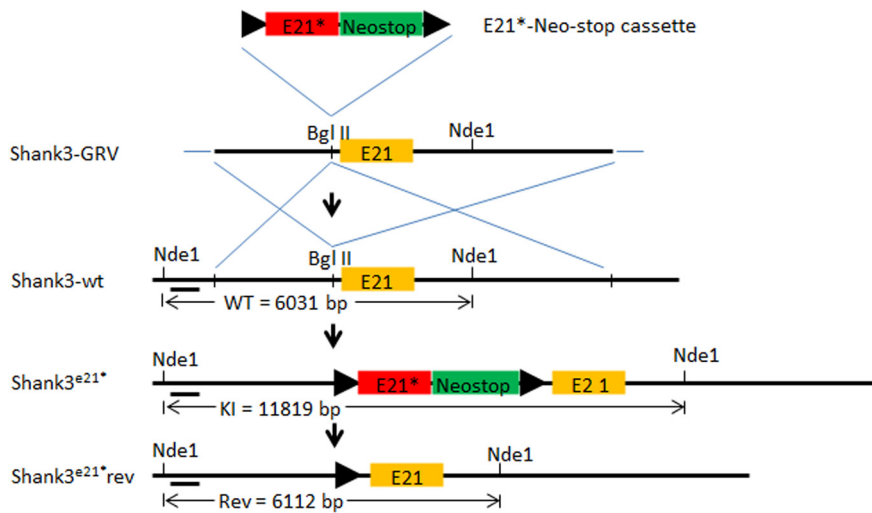 E21* Neostop E21*-Neo-stop cassette
Bgl II Nde1
Shank3-GRV E21
Nde1 Bgl II Nde1
Shank3-wt E21
WT = 6031 bp
Nde1 Nde1
Shank3e21* E21* Neostop E2 1
KI = 11819 bp
Nde1 Nde1
Shank3e21*rev E21
Rev = 6112 bp